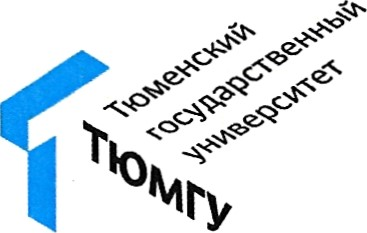 Тюменский
государственный
университет
ТЮМГУ